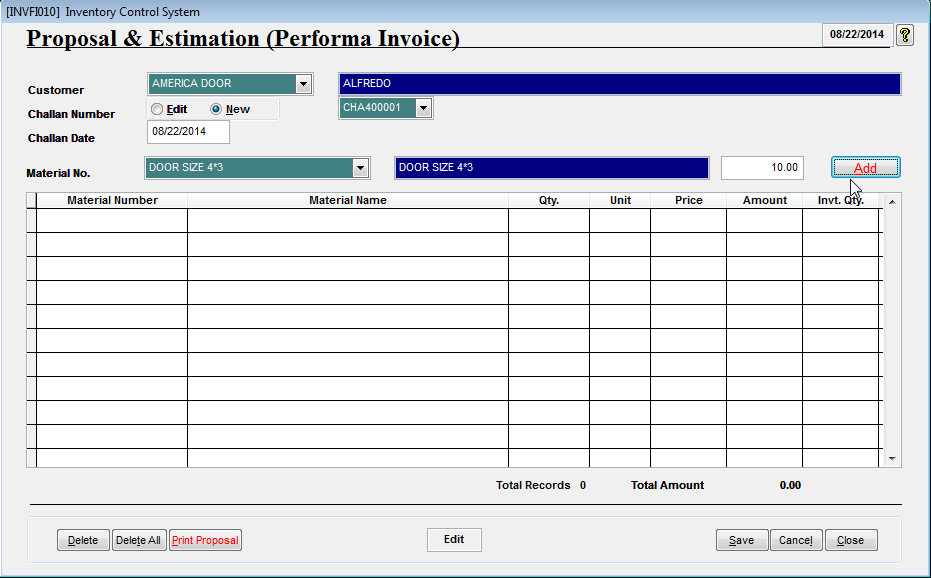 [INVFI010] Inventory Control System
Proposal & Estimation (Performa Invoice)
08/22/2014 ?
Customer AMERICA DOOR ALFREDO
Challan Number Edit New CHA400001
Challan Date 08/22/2014
Material No. DOOR SIZE 4*3 DOOR SIZE 4*3 10.00 Add
Material Number Material Name Qty. Unit Price Amount Invt. Qty.
Total Records 0 Total Amount 0.00
Delete Delete All Print Proposal Edit Save Cancel Close